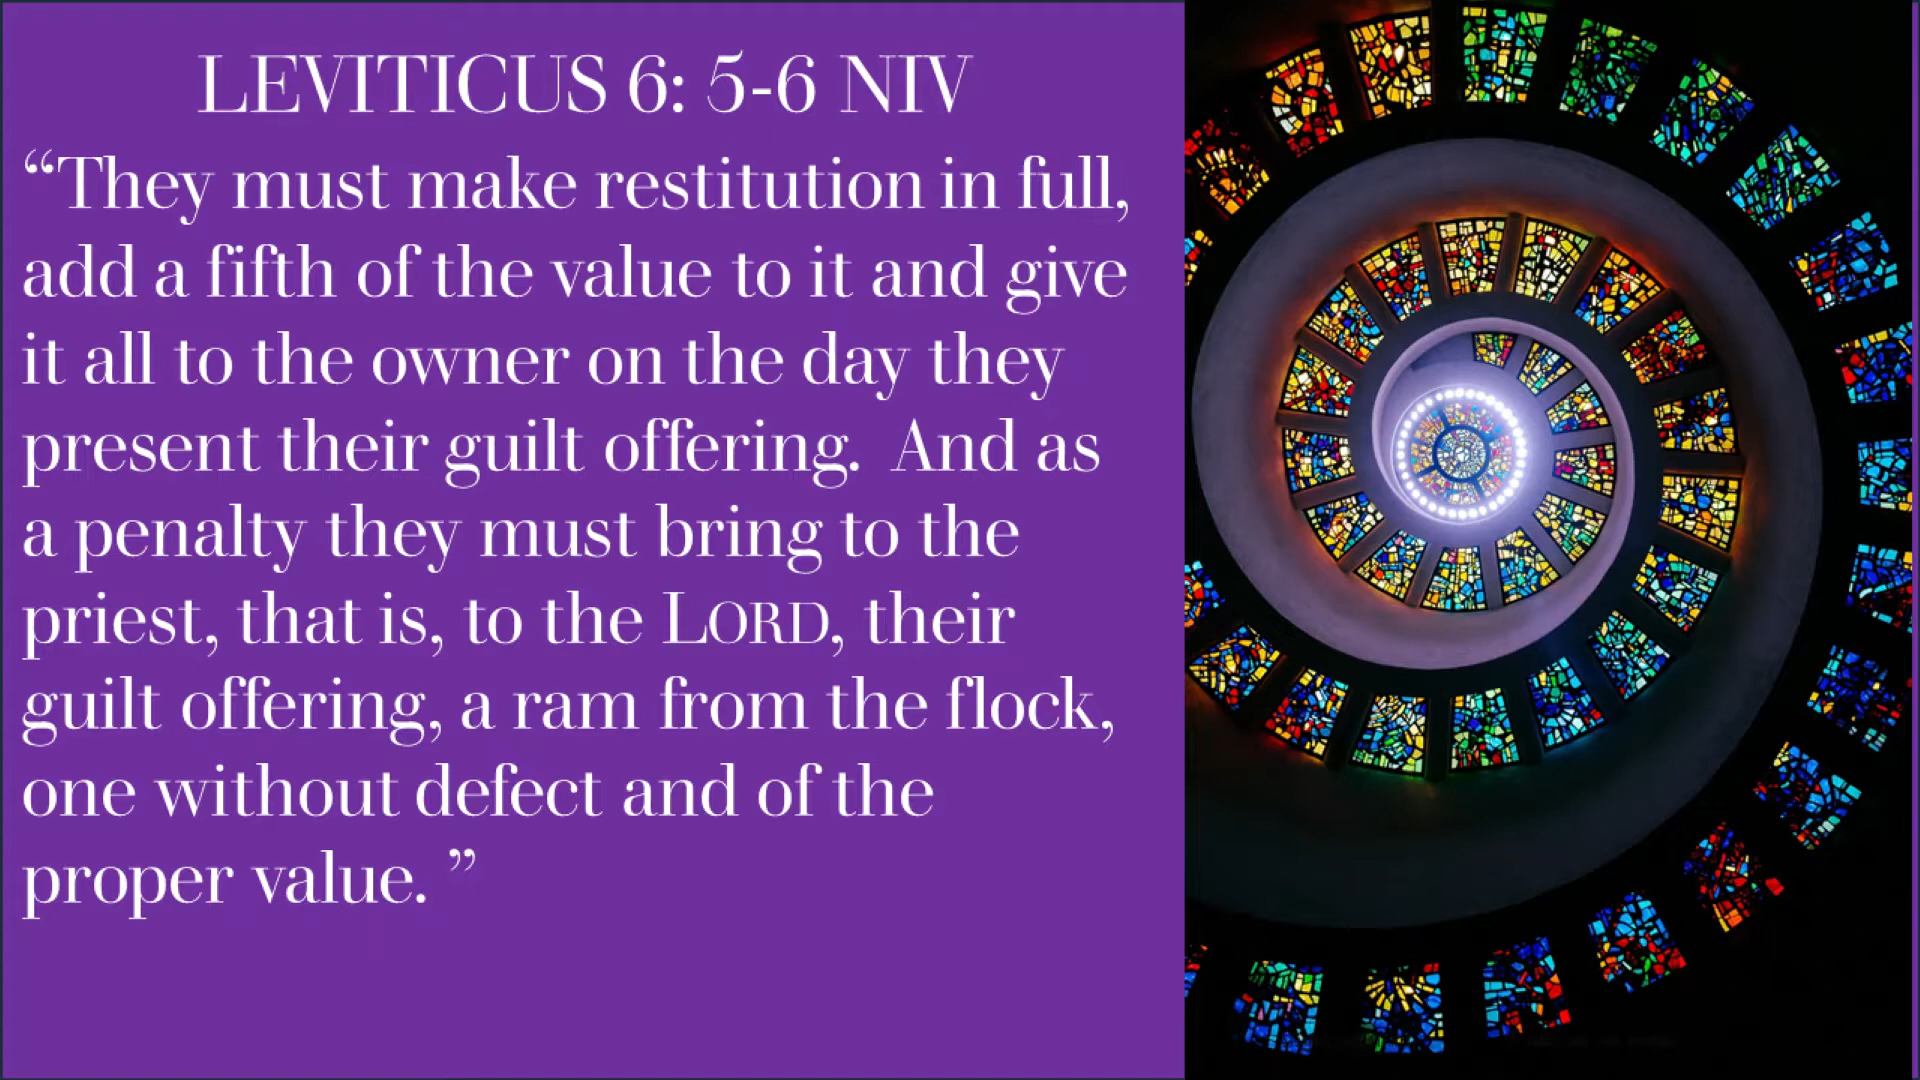 LEVITICUS 6: 5-6 NIV
“They must make restitution in full,
add a fifth of the value to it and give
it all to the owner on the day they
present their guilt offering.  And as
a penalty they must bring to the
priest, that is, to the LORD, their
guilt offering, a ram from the flock,
one without defect and of the
proper value. ”